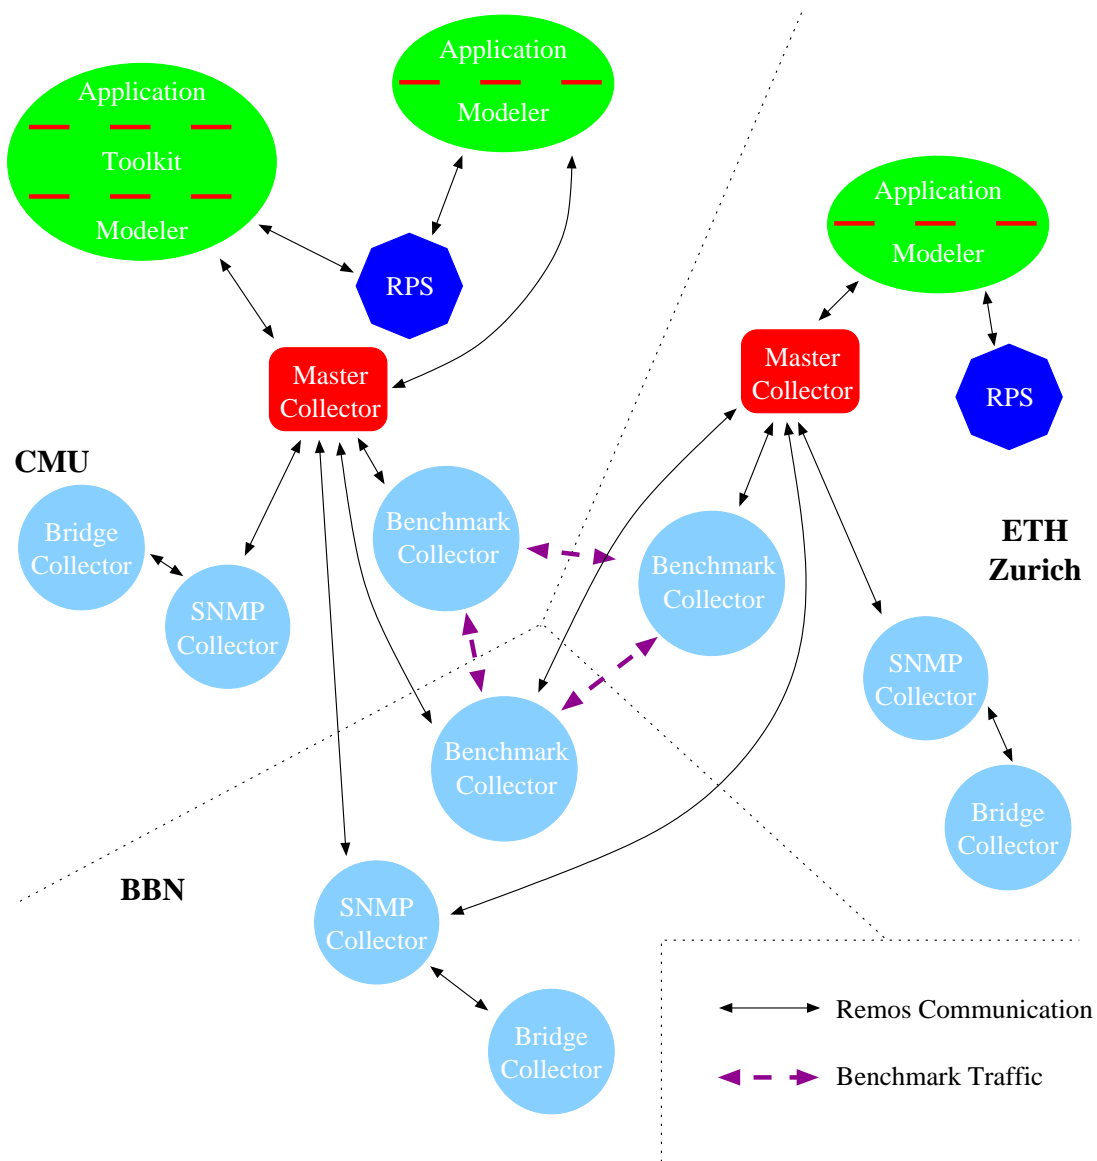 Application
Modeler
Application
Toolkit
Modeler
RPS
Application
Modeler
Master
Collector
Master
Collector
RPS
CMU
Bridge
Collector
SNMP
Collector
Benchmark
Collector
Benchmark
Collector
ETH
Zurich
SNMP
Collector
Benchmark
Collector
Bridge
Collector
BBN
SNMP
Collector
Bridge
Collector
Remos Communication
Benchmark Traffic